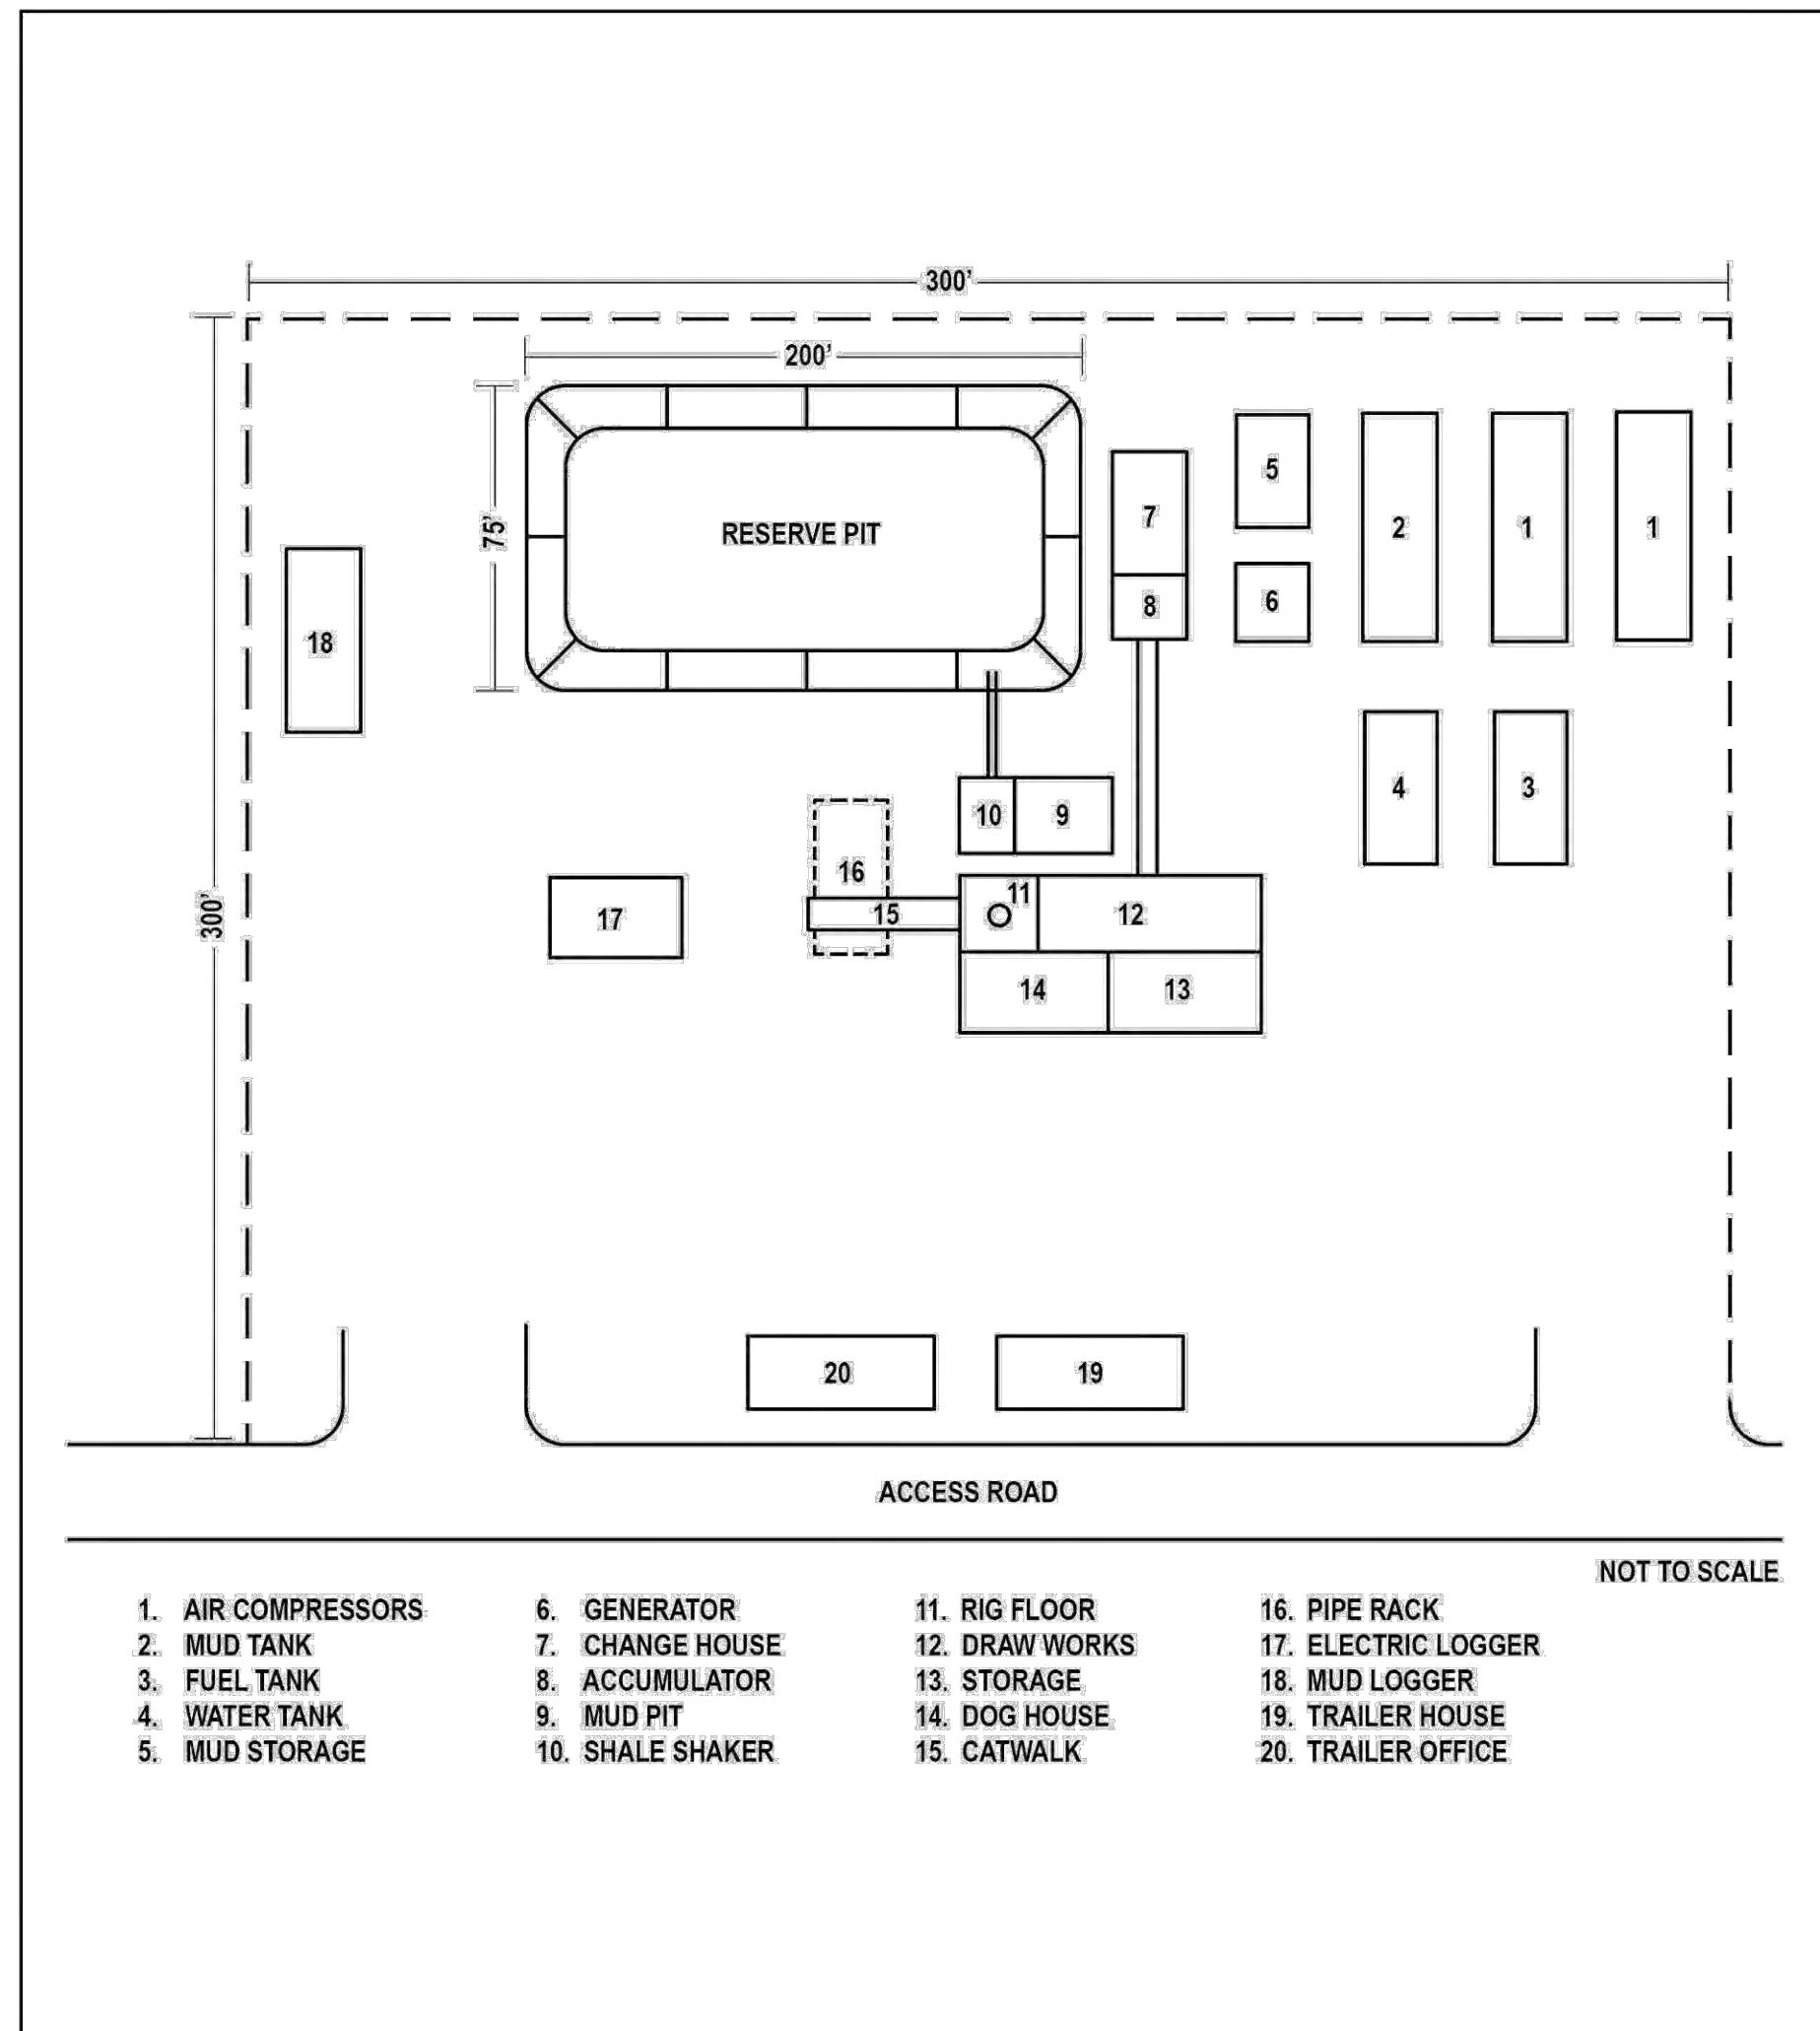 300'
200'
75'
RESERVE PIT
5
7
2
1
1
6
8
18
4
3
10
9
16
11
15
12
17
300'
14
13
20
19
ACCESS ROAD
NOT TO SCALE
1. AIR COMPRESSORS
2. MUD TANK
3. FUEL TANK
4. WATER TANK
5. MUD STORAGE
6. GENERATOR
7. CHANGE HOUSE
8. ACCUMULATOR
9. MUD PIT
10. SHALE SHAKER
11. RIG FLOOR
12. DRAW WORKS
13. STORAGE
14. DOG HOUSE
15. CATWALK
16. PIPE RACK
17. ELECTRIC LOGGER
18. MUD LOGGER
19. TRAILER HOUSE
20. TRAILER OFFICE